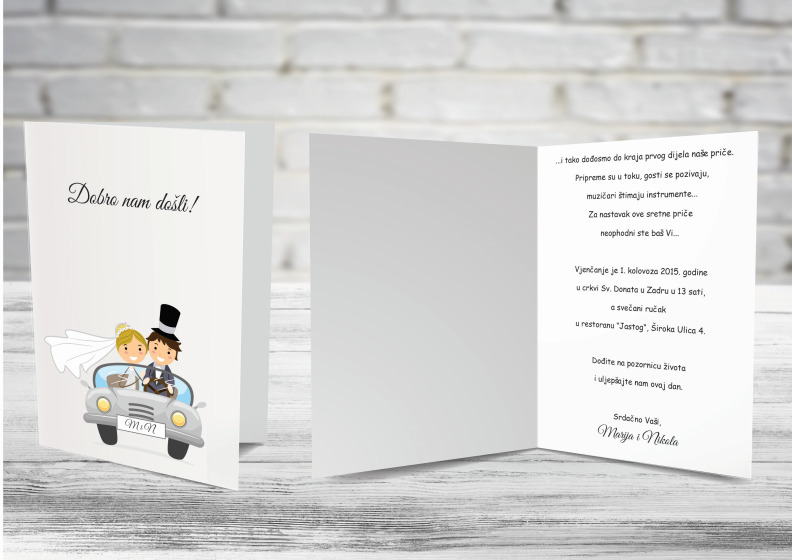 Dobro nam došli!
M i N
...i tako dođosmo do kraja prvog dijela naše priče.
Pripreme su u toku, gosti se pozivaju,
muzičari štimaju instrumente...
Za nastavak ove sretne priče
neophodni ste baš Vi...
Vjenčanje je 1. kolovoza 2015. godine
u crkvi Sv. Donata u Zadru u 13 sati,
a svečani ručak
u restoranu "Jastog", Široka Ulica 4.
Dođite na pozornicu života
i uljepšajte nam ovaj dan.
Srdačno Vaši,
Marija i Nikola